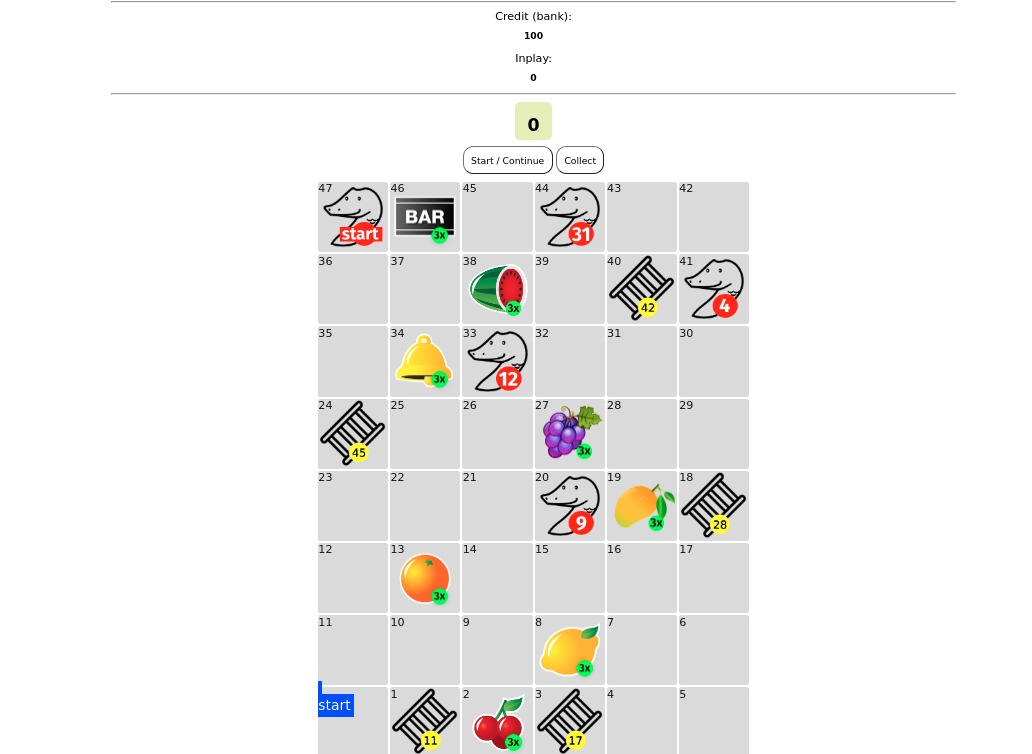 Credit (bank):
100
Inplay:
0
0
Start / Continue Collect
47 46 45 44 43 42
start BAR 3x 31
36 37 38 39 40 41
3x 42 4
35 34 33 32 31 30
3x 12
24 25 26 27 28 29
45 3x
23 22 21 20 19 18
9 3x 28
12 13 14 15 16 17
3x
11 10 9 8 7 6
3x
start 1 2 3 4 5
11 3x 17